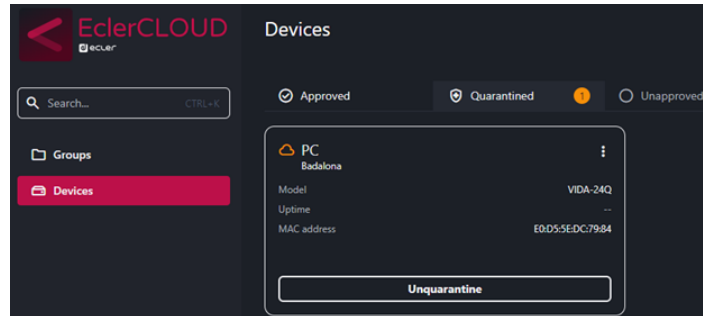 EclerCLOUD
ecler
Devices
Search... CTRL+K
Approved Quarantined 1 Unapproved
Groups
Devices
PC
Badalona
Model VIDA-24Q
Uptime --
MAC address E0:D5:5E:DC:79:84
Unquarantine